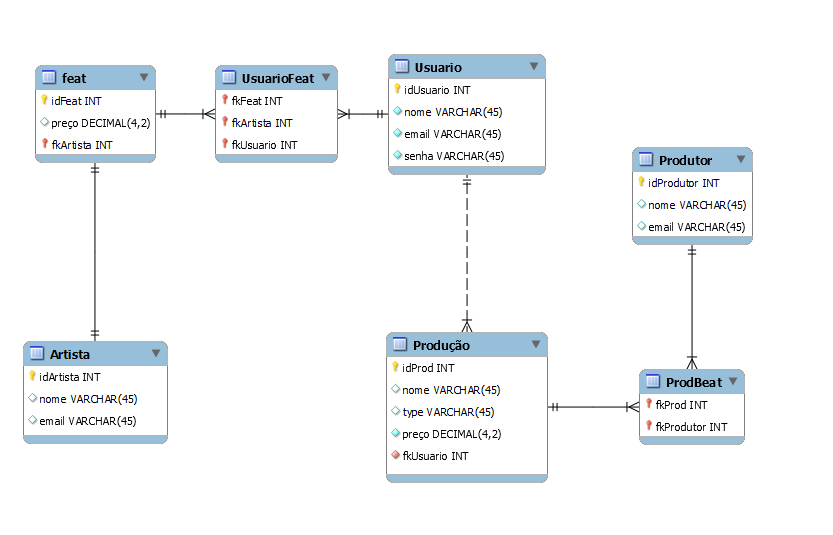 feat
idFeat INT
preço DECIMAL(4,2)
fkArtista INT
UsuarioFeat
fkFeat INT
fkArtista INT
fkUsuario INT
Usuario
idUsuario INT
nome VARCHAR(45)
email VARCHAR(45)
senha VARCHAR(45)
Produtor
idProdutor INT
nome VARCHAR(45)
email VARCHAR(45)
Artista
idArtista INT
nome VARCHAR(45)
email VARCHAR(45)
Produção
idProd INT
nome VARCHAR(45)
type VARCHAR(45)
preço DECIMAL(4,2)
fkUsuario INT
ProdBeat
fkProd INT
fkProdutor INT